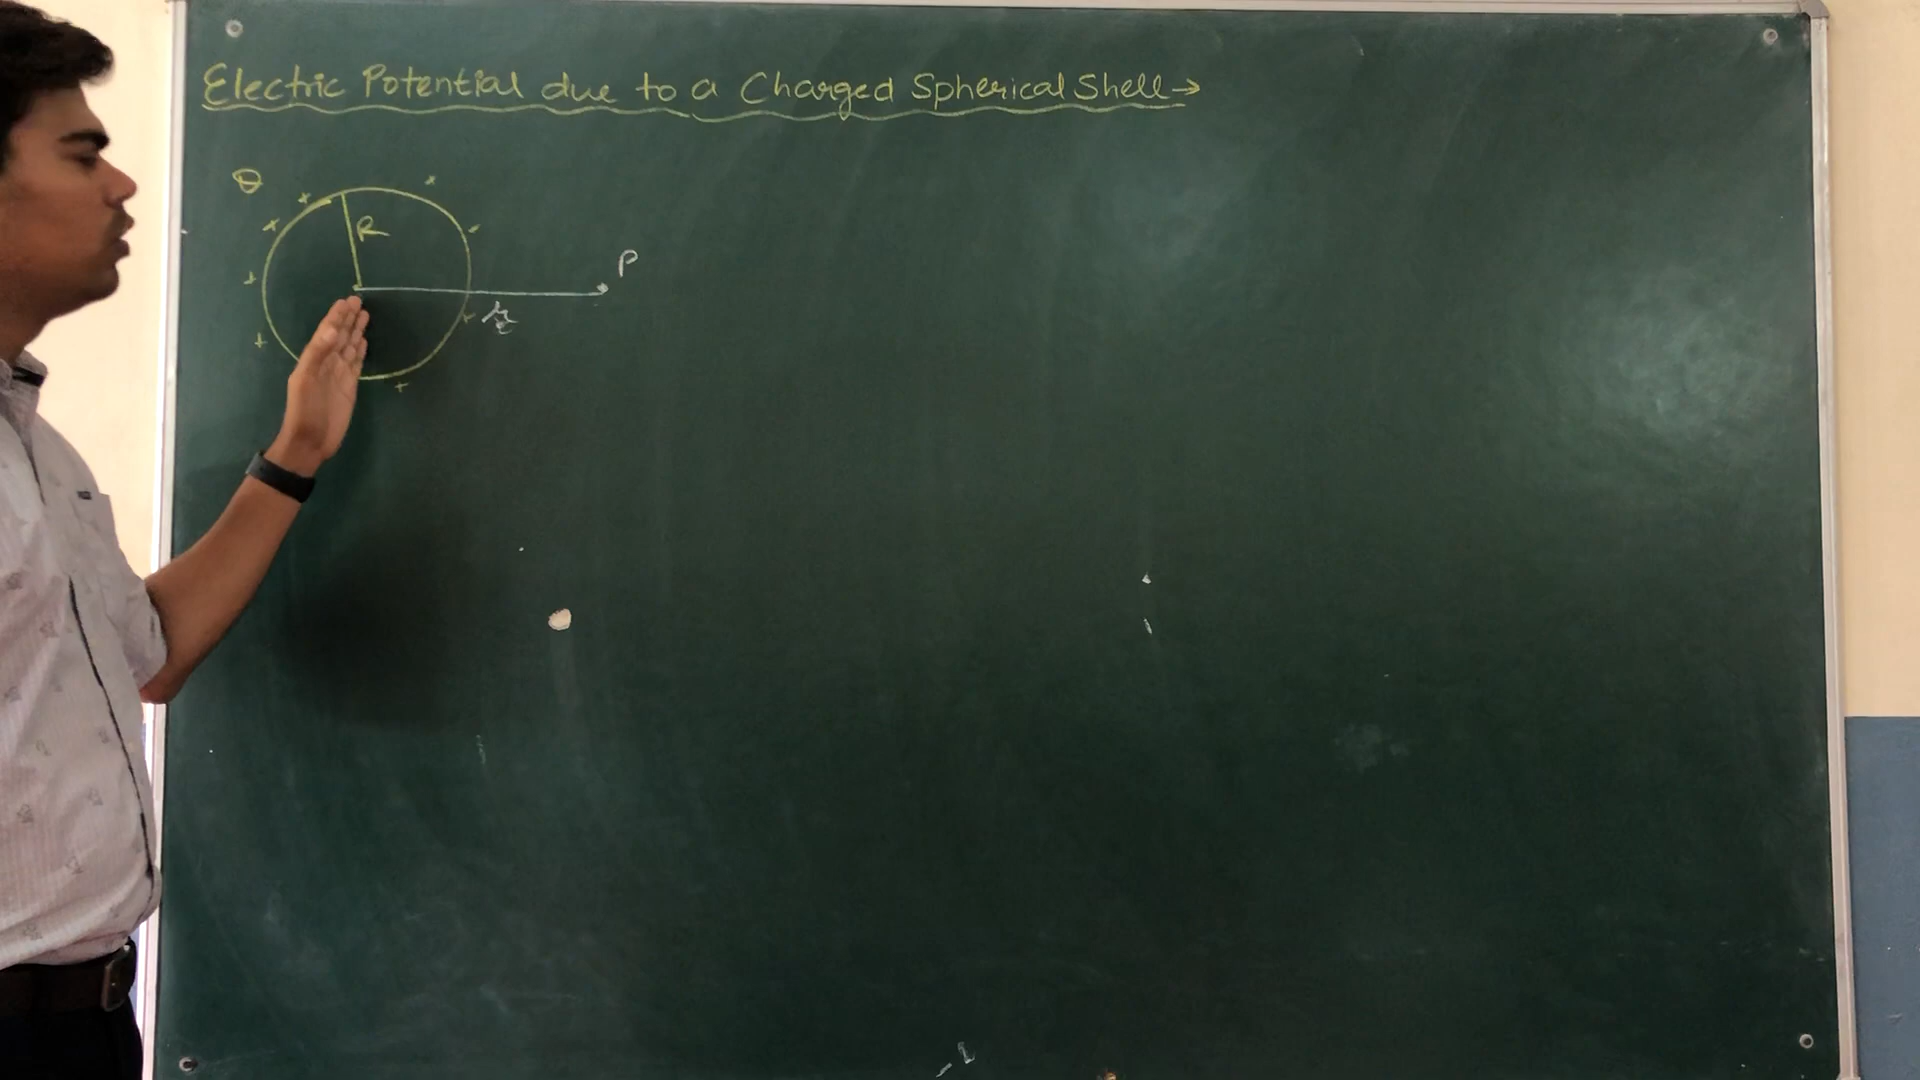 Electric Potential due to a Charged Spherical Shell →
Q
R
P
r